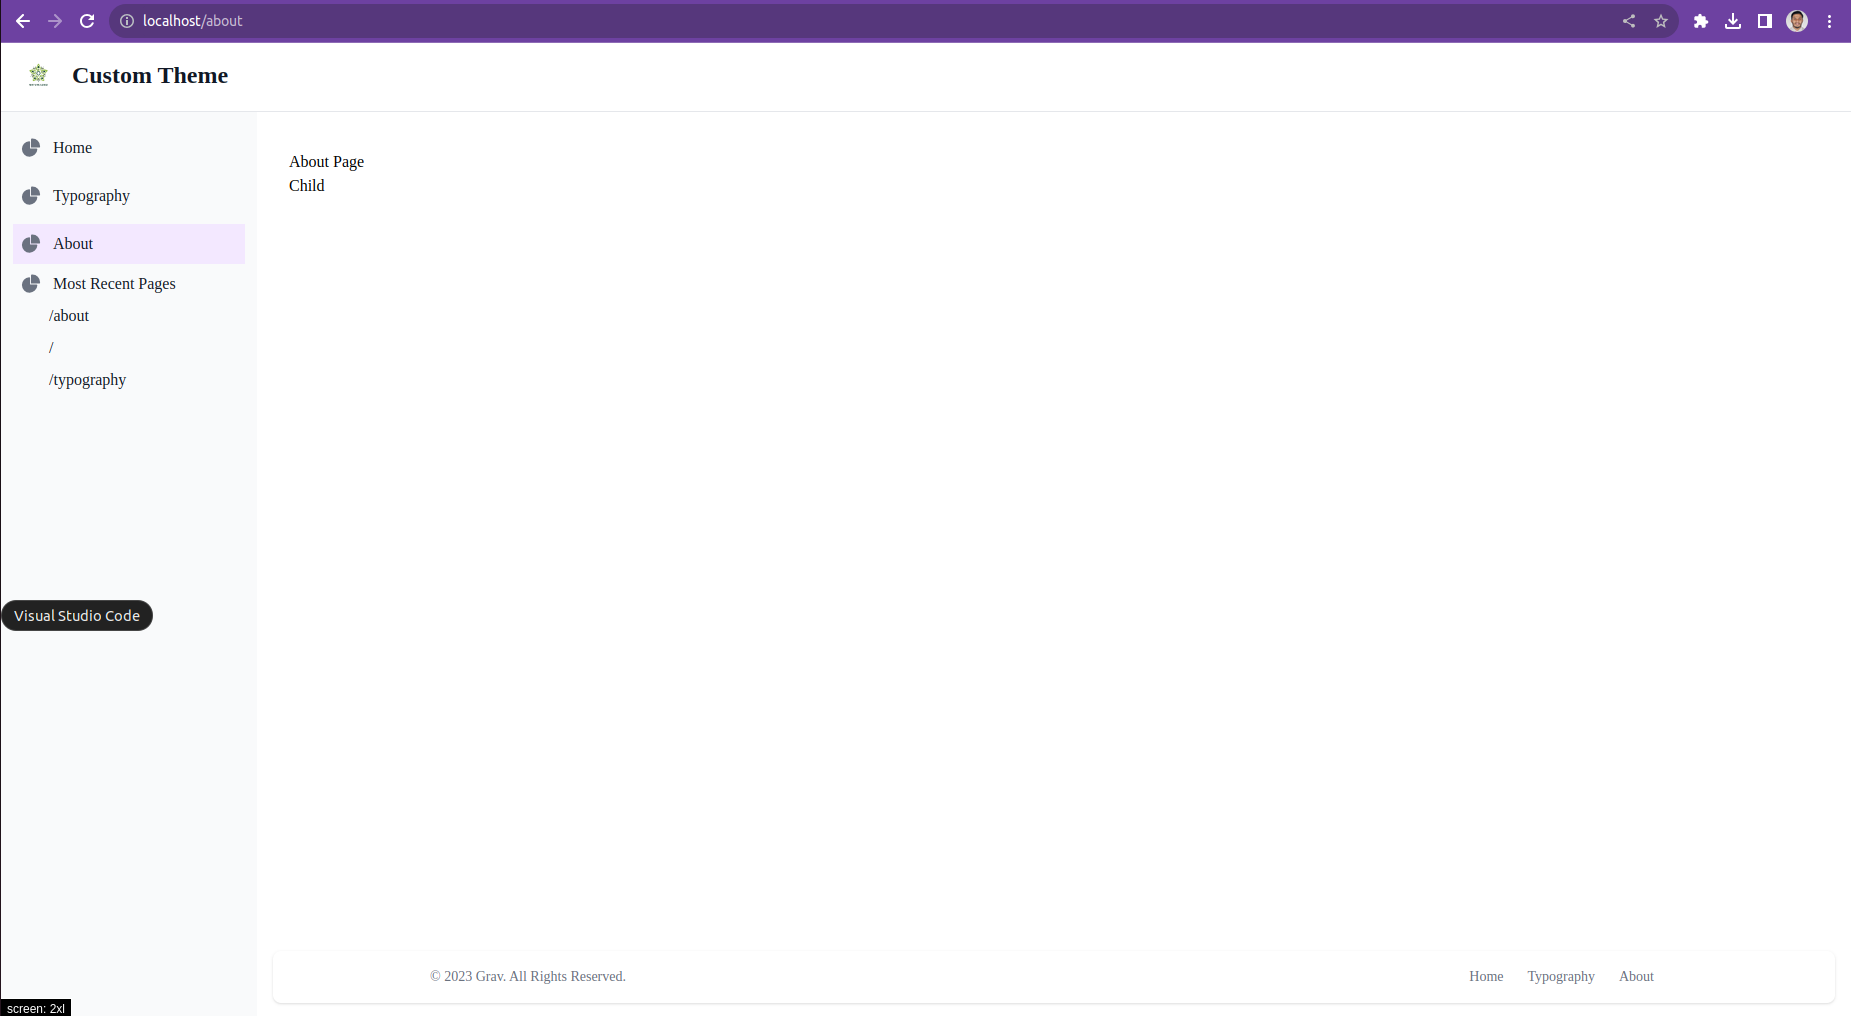 localhost/about
Custom Theme
Home
Typography
About
Most Recent Pages
/about
/
/typography
About Page
Child
Visual Studio Code
© 2023 Grav. All Rights Reserved.
Home Typography About
screen: 2xl